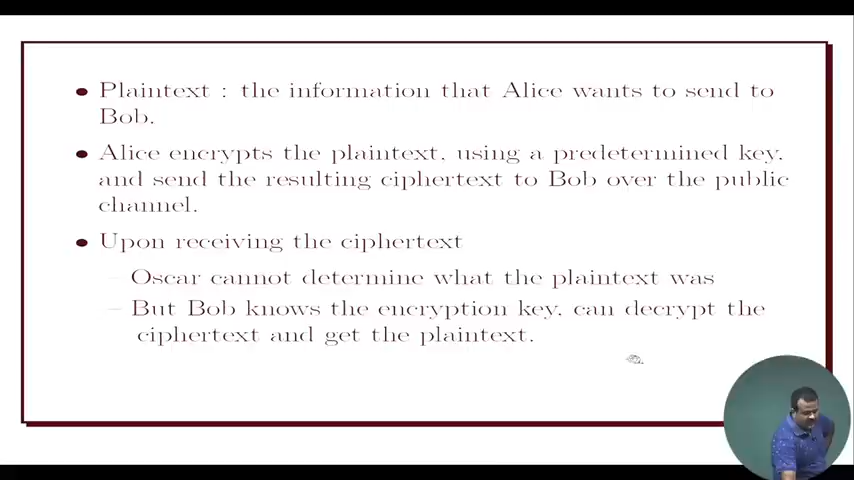 • Plaintext : the information that Alice wants to send to
Bob.
• Alice encrypts the plaintext, using a predetermined key,
and send the resulting ciphertext to Bob over the public
channel.
• Upon receiving the ciphertext
– Oscar cannot determine what the plaintext was
– But Bob knows the encryption key, can decrypt the
ciphertext and get the plaintext.